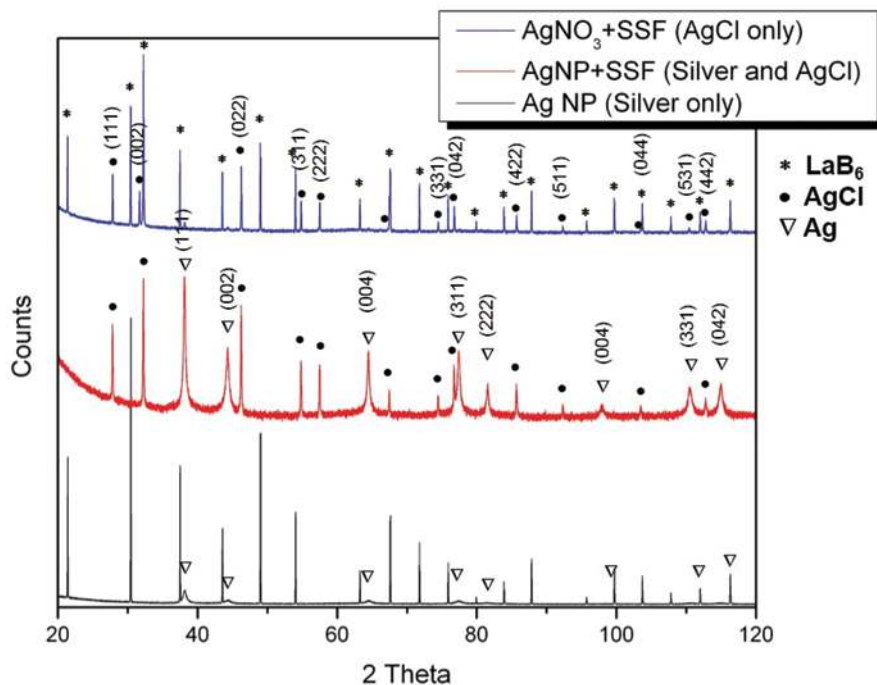 AgNO₃+SSF (AgCl only)
AgNP+SSF (Silver and AgCl)
Ag NP (Silver only)
* LaB₆
● AgCl
▽ Ag
(111)
(002)
(022)
(311)
(222)
(331)
(042)
(422)
(511)
(044)
(531)
(442)
(111)
(002)
(004)
(311)
(222)
(004)
(331)
(042)
Counts
20 40 60 80 100 120
2 Theta